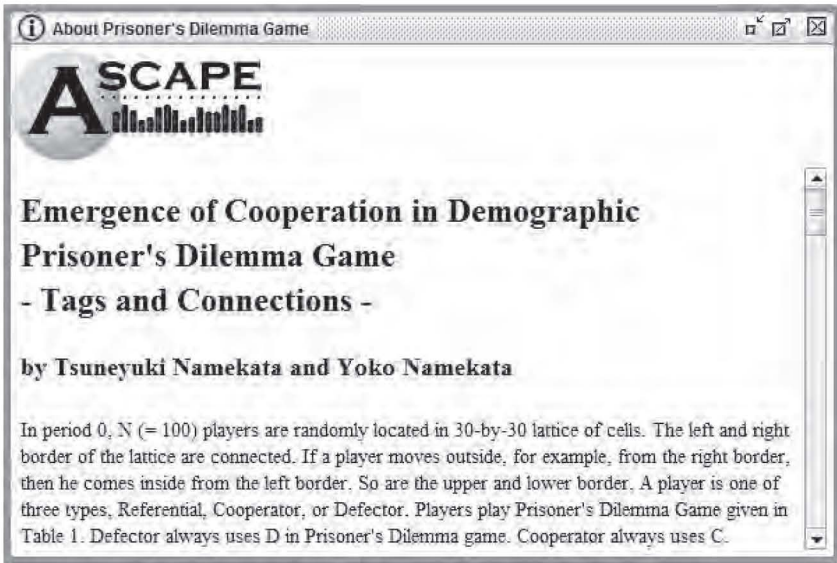 About Prisoner's Dilemma Game
ASCAPE
Emergence of Cooperation in Demographic
Prisoner's Dilemma Game
- Tags and Connections -
by Tsuneyuki Namekata and Yoko Namekata
In period 0, N (= 100) players are randomly located in 30-by-30 lattice of cells. The left and right
border of the lattice are connected. If a player moves outside, for example, from the right border,
then he comes inside from the left border. So are the upper and lower border. A player is one of
three types, Referential, Cooperator, or Defector. Players play Prisoner's Dilemma Game given in
Table 1. Defector always uses D in Prisoner's Dilemma game. Cooperator always uses C.